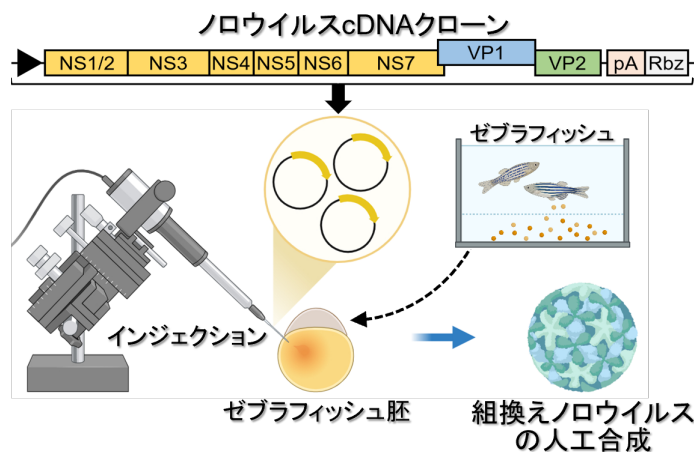 ノロウイルスcDNAクローン
NS1/2 NS3 NS4 NS5 NS6 NS7 VP1 VP2 pA Rbz
ゼブラフィッシュ
インジェクション
ゼブラフィッシュ胚
組換えノロウイルス
の人工合成